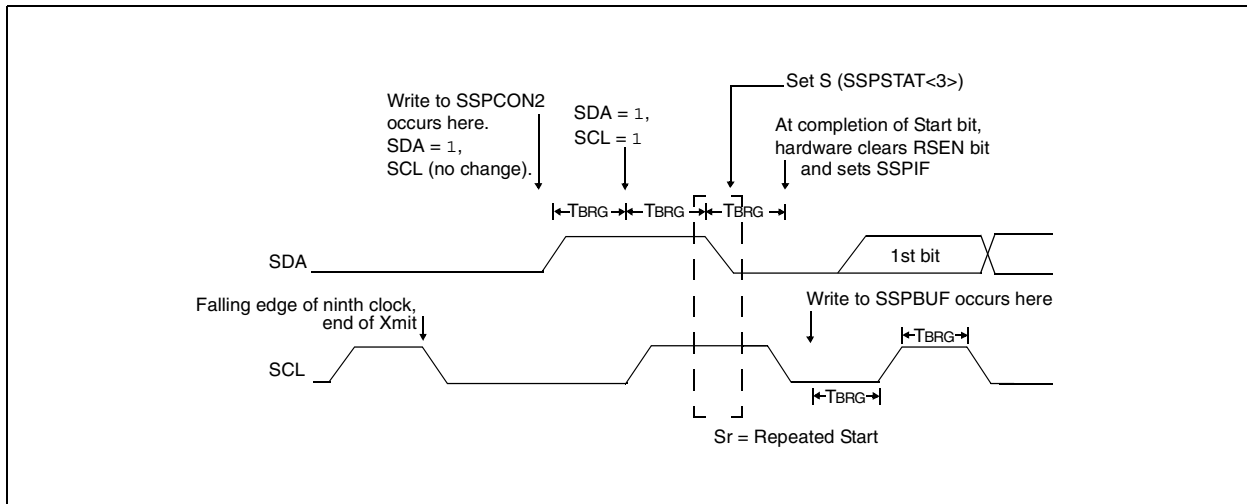 Set S (SSPSTAT<3>)
Write to SSPCON2
occurs here.
SDA = 1,
SCL (no change).
SDA = 1,
SCL = 1
At completion of Start bit,
hardware clears RSEN bit
and sets SSPIF
TBRG TBRG TBRG
SDA
1st bit
Falling edge of ninth clock,
end of Xmit
Write to SSPBUF occurs here
TBRG
SCL
TBRG
Sr = Repeated Start